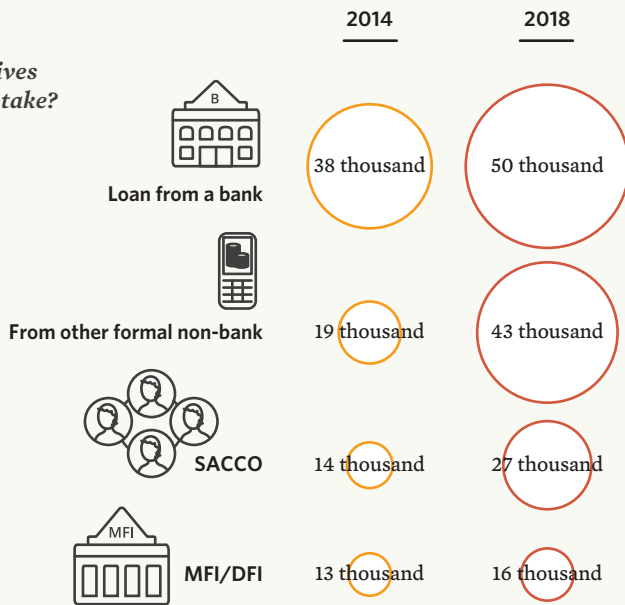 2014 2018
take?
B
38 thousand 50 thousand
Loan from a bank
From other formal non-bank 19 thousand 43 thousand
SACCO 14 thousand 27 thousand
MFI
MFI/DFI 13 thousand 16 thousand